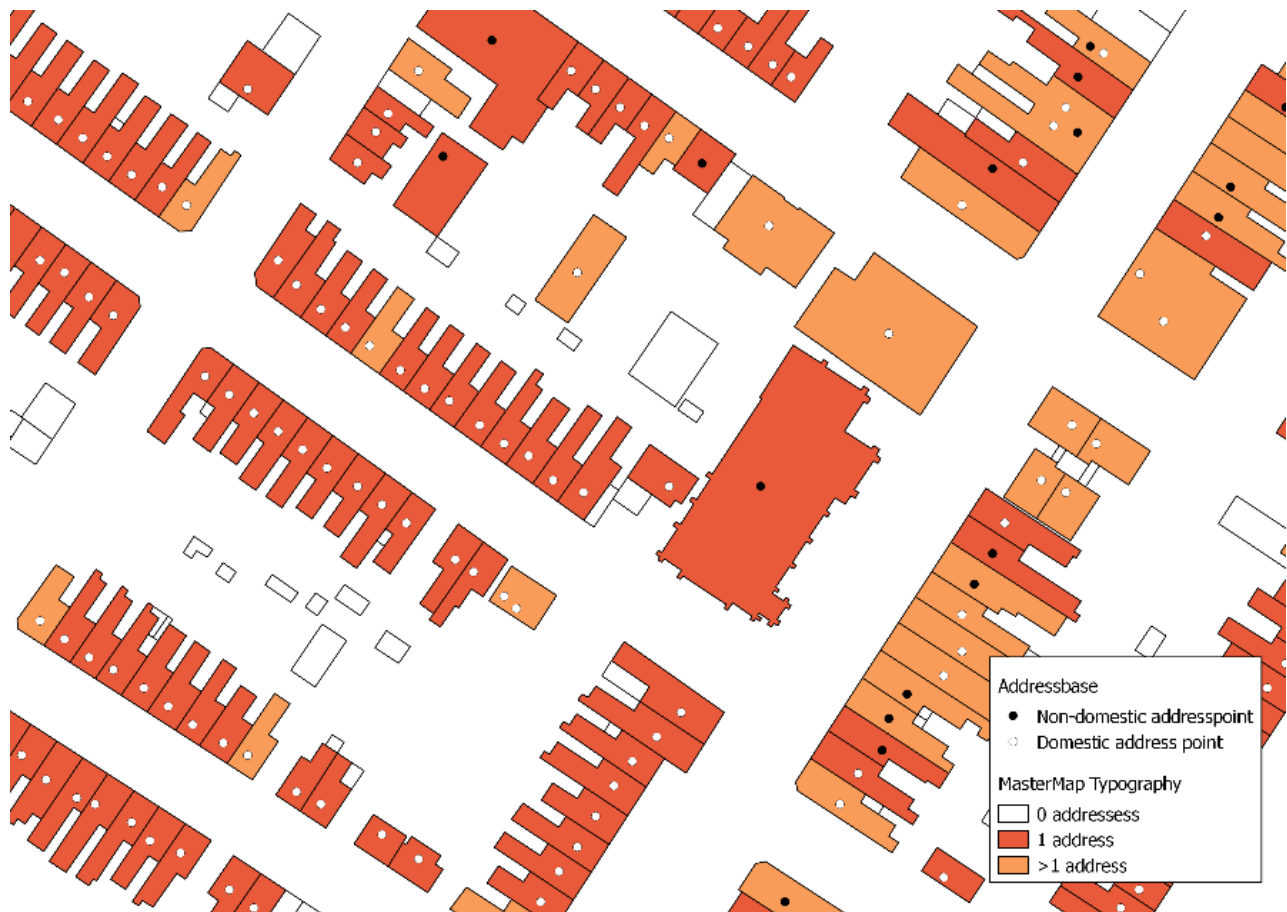 Addressbase
Non-domestic addresspoint
Domestic address point
MasterMap Typography
0 addressess
1 address
>1 address